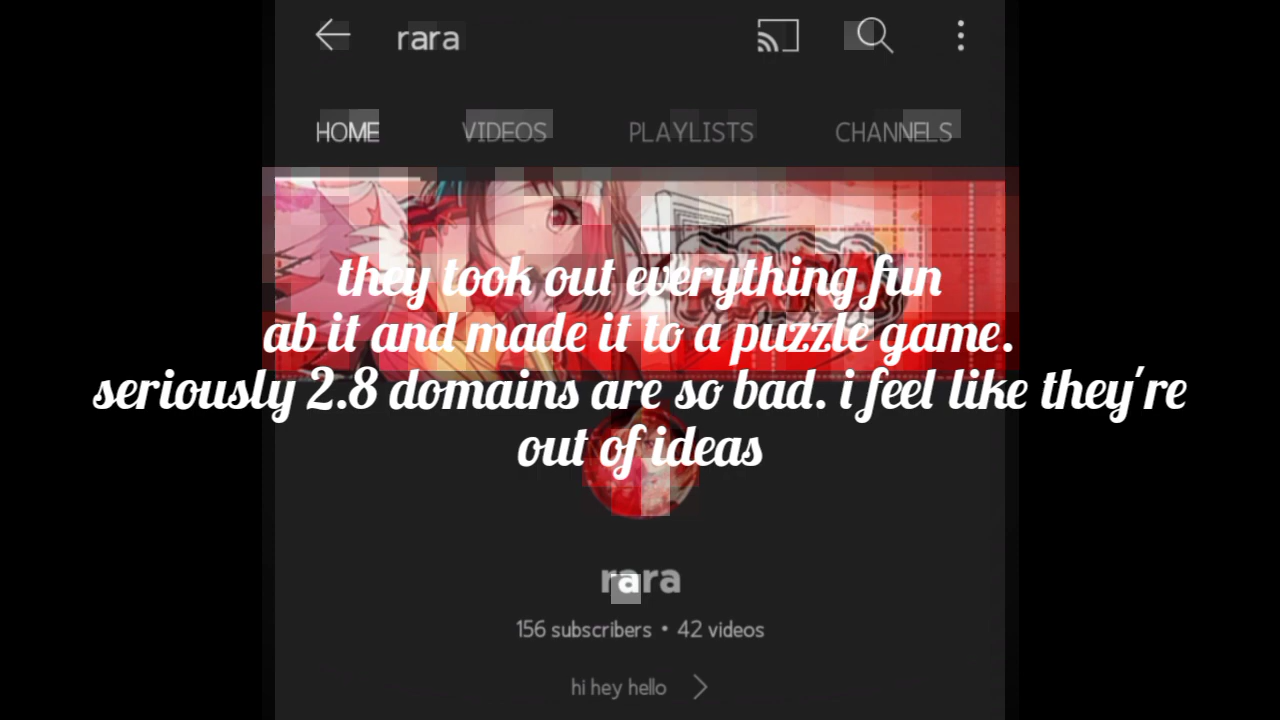 rara
HOME VIDEOS PLAYLISTS CHANNELS
they took out everything fun
ab it and made it to a puzzle game.
seriously 2.8 domains are so bad. i feel like they're
out of ideas
rara
156 subscribers • 42 videos
hi hey hello